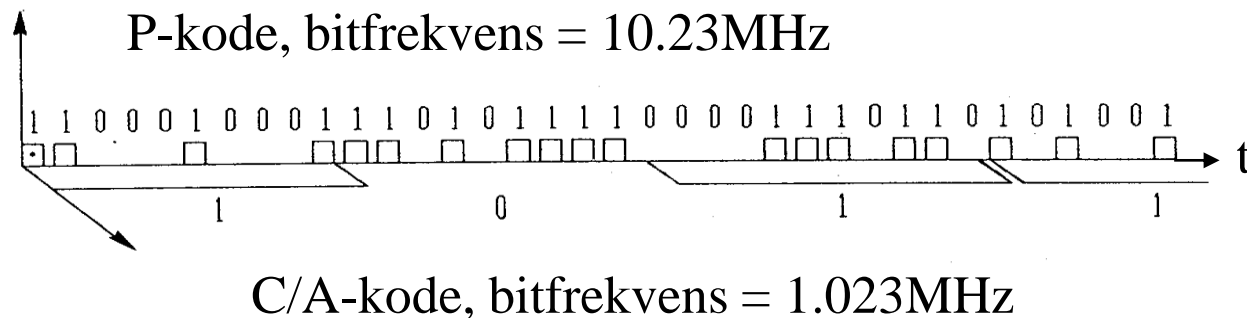 P-kode, bitfrekvens = 10.23MHz
1 1 0 0 0 1 0 0 0 1 1 1 0 1 0 1 1 1 1 0 0 0 0 1 1 1 0 1 1 0 1 0 1 0 0 1
t
1 0 1 1
C/A-kode, bitfrekvens = 1.023MHz